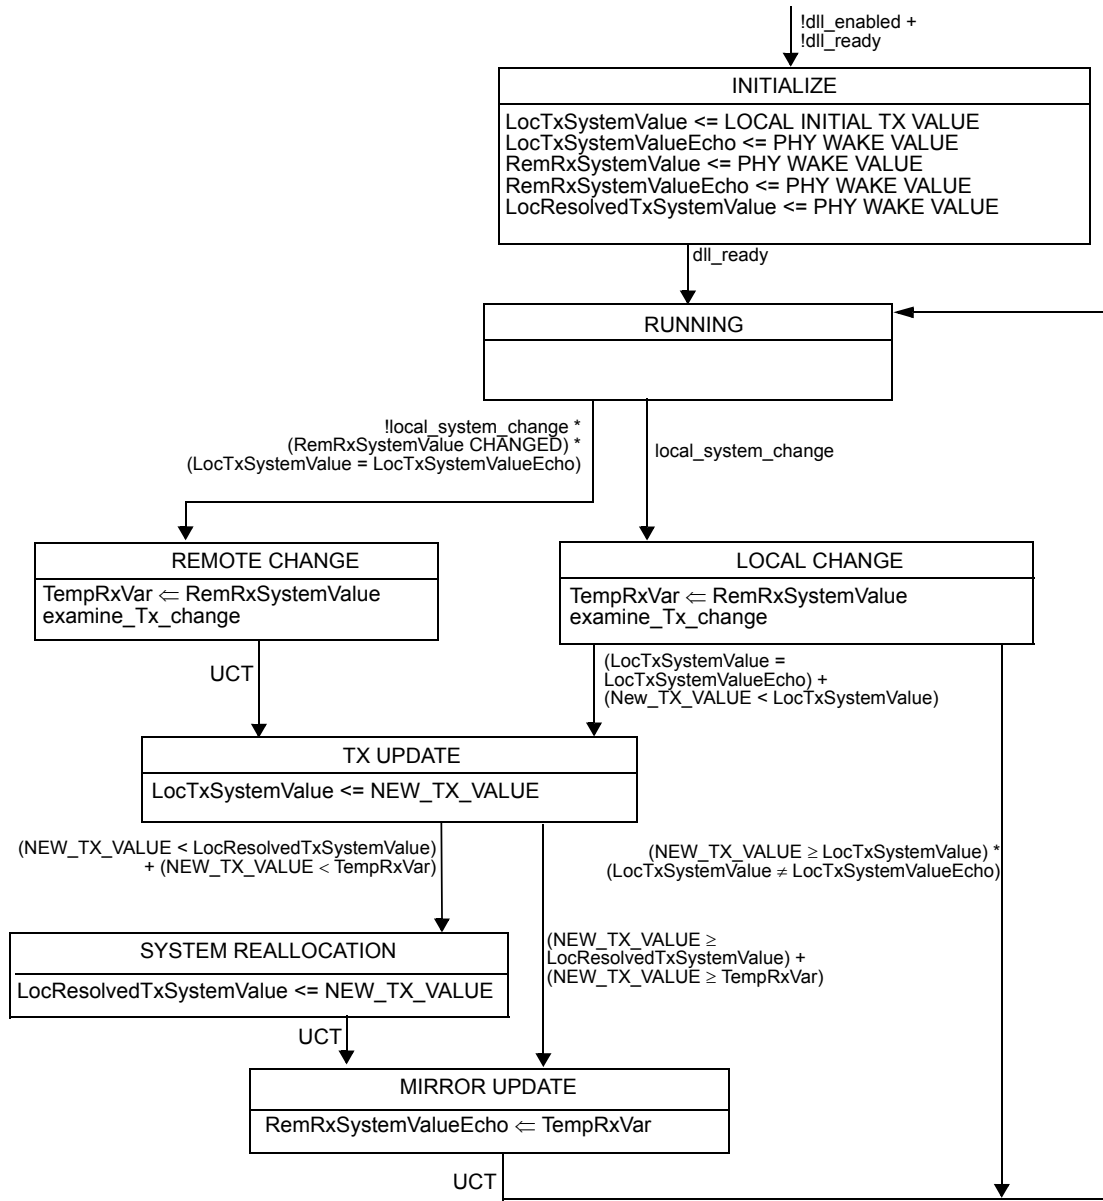 !dll_enabled +
!dll_ready
INITIALIZE
LocTxSystemValue <= LOCAL INITIAL TX VALUE
LocTxSystemValueEcho <= PHY WAKE VALUE
RemRxSystemValue <= PHY WAKE VALUE
RemRxSystemValueEcho <= PHY WAKE VALUE
LocResolvedTxSystemValue <= PHY WAKE VALUE
dll_ready
RUNNING
!local_system_change *
(RemRxSystemValue CHANGED) *
(LocTxSystemValue = LocTxSystemValueEcho)
local_system_change
REMOTE CHANGE
TempRxVar ⇐ RemRxSystemValue
examine_Tx_change
LOCAL CHANGE
TempRxVar ⇐ RemRxSystemValue
examine_Tx_change
UCT
(LocTxSystemValue =
LocTxSystemValueEcho) +
(New_TX_VALUE < LocTxSystemValue)
TX UPDATE
LocTxSystemValue <= NEW_TX_VALUE
(NEW_TX_VALUE < LocResolvedTxSystemValue)
+ (NEW_TX_VALUE < TempRxVar)
(NEW_TX_VALUE ≥ LocTxSystemValue) *
(LocTxSystemValue ≠ LocTxSystemValueEcho)
SYSTEM REALLOCATION
LocResolvedTxSystemValue <= NEW_TX_VALUE
(NEW_TX_VALUE ≥
LocResolvedTxSystemValue) +
(NEW_TX_VALUE ≥ TempRxVar)
UCT
MIRROR UPDATE
RemRxSystemValueEcho ⇐ TempRxVar
UCT